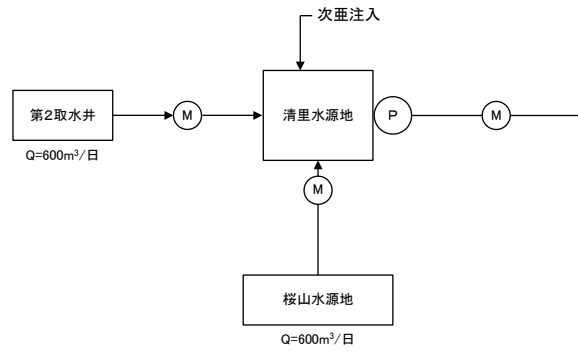 次亜注入
第2取水井
M
清里水源地
P
M
Q=600m³/日
M
桜山水源地
Q=600m³/日